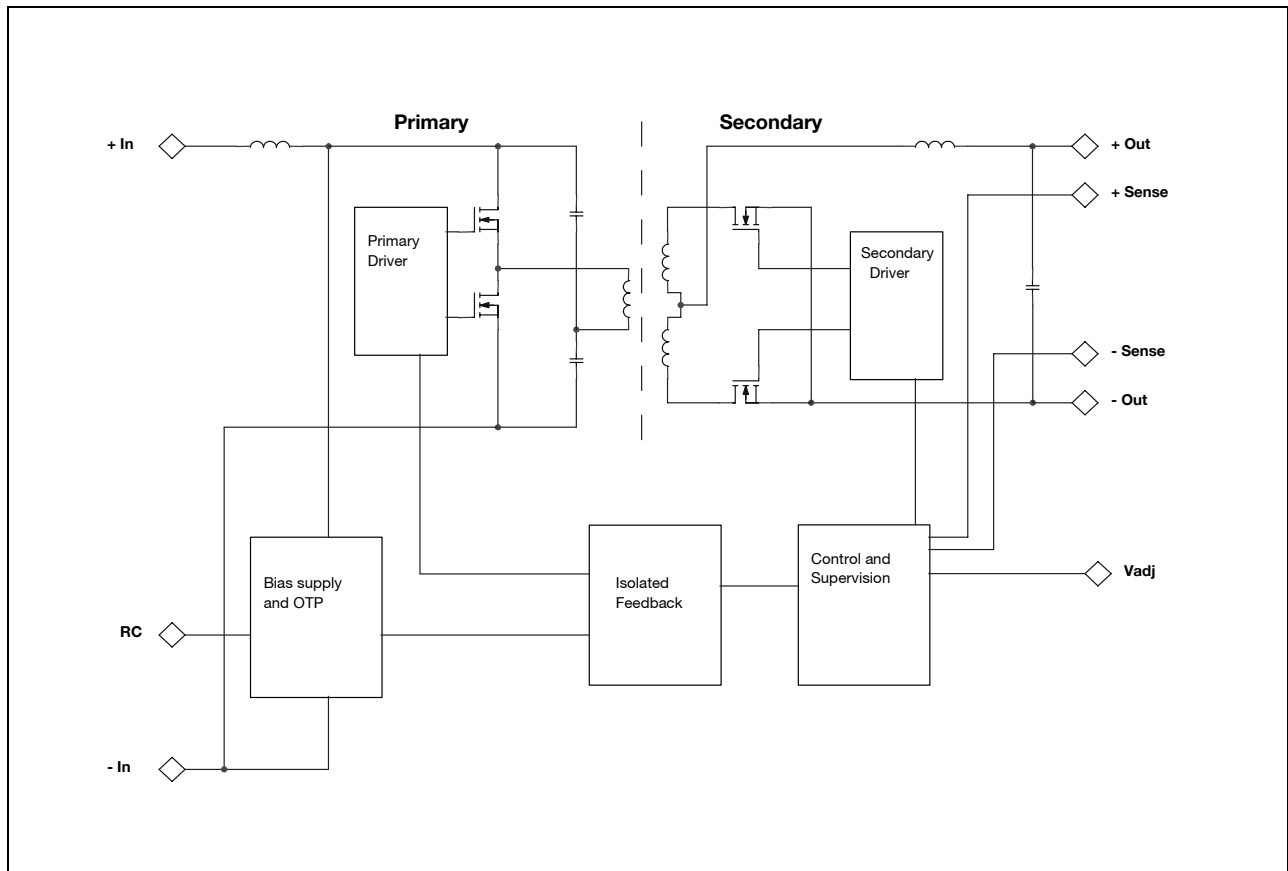 Primary
Secondary
+ In
+ Out
+ Sense
Primary
Driver
Secondary
Driver
- Sense
- Out
Bias supply
and OTP
Isolated
Feedback
Control and
Supervision
Vadj
RC
- In